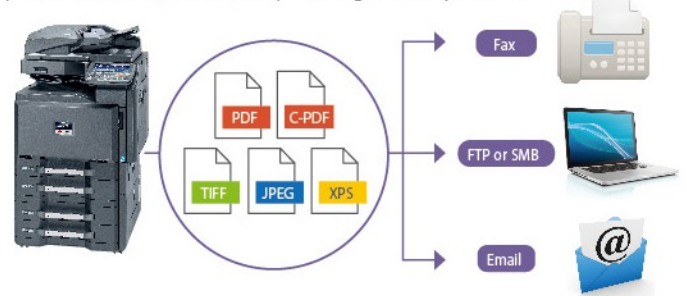 Fax
PDF
C-PDF
FTP or SMB
TIFF
JPEG
XPS
Email
@